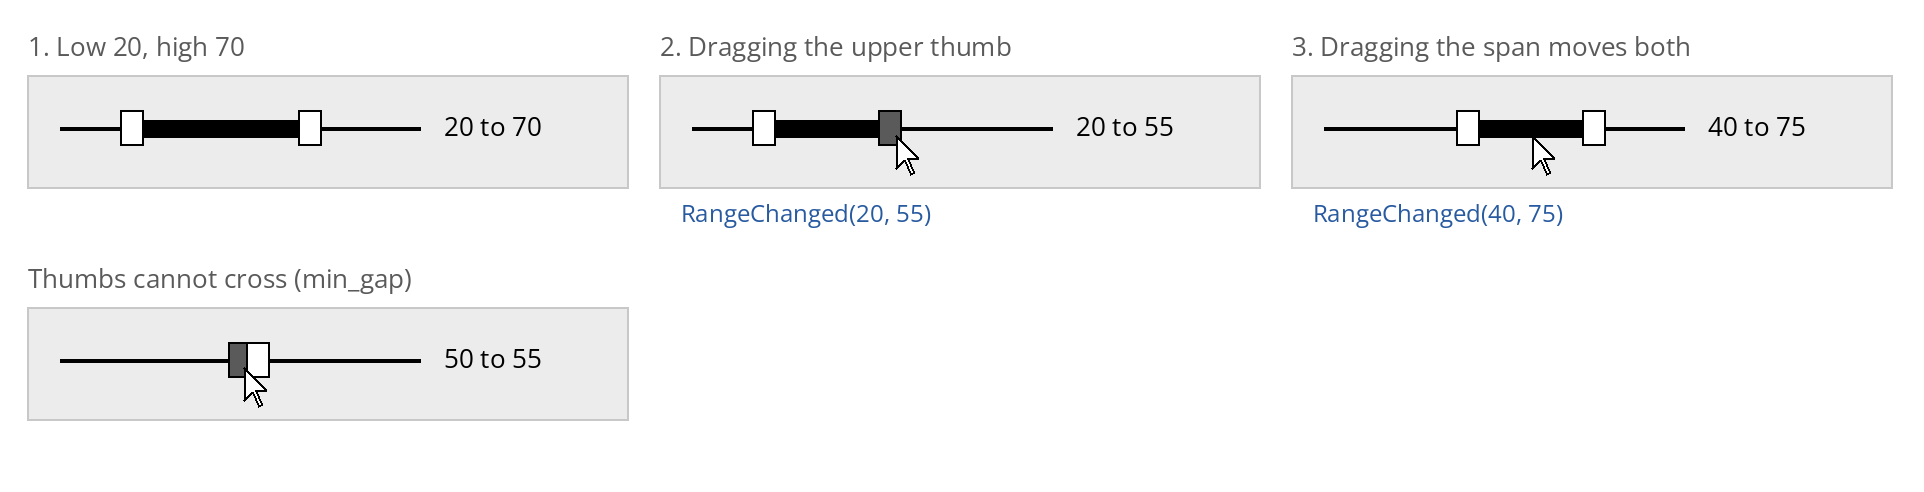 1. Low 20, high 70
2. Dragging the upper thumb
3. Dragging the span moves both
20 to 70
20 to 55
40 to 75
RangeChanged(20, 55)
RangeChanged(40, 75)
Thumbs cannot cross (min_gap)
50 to 55